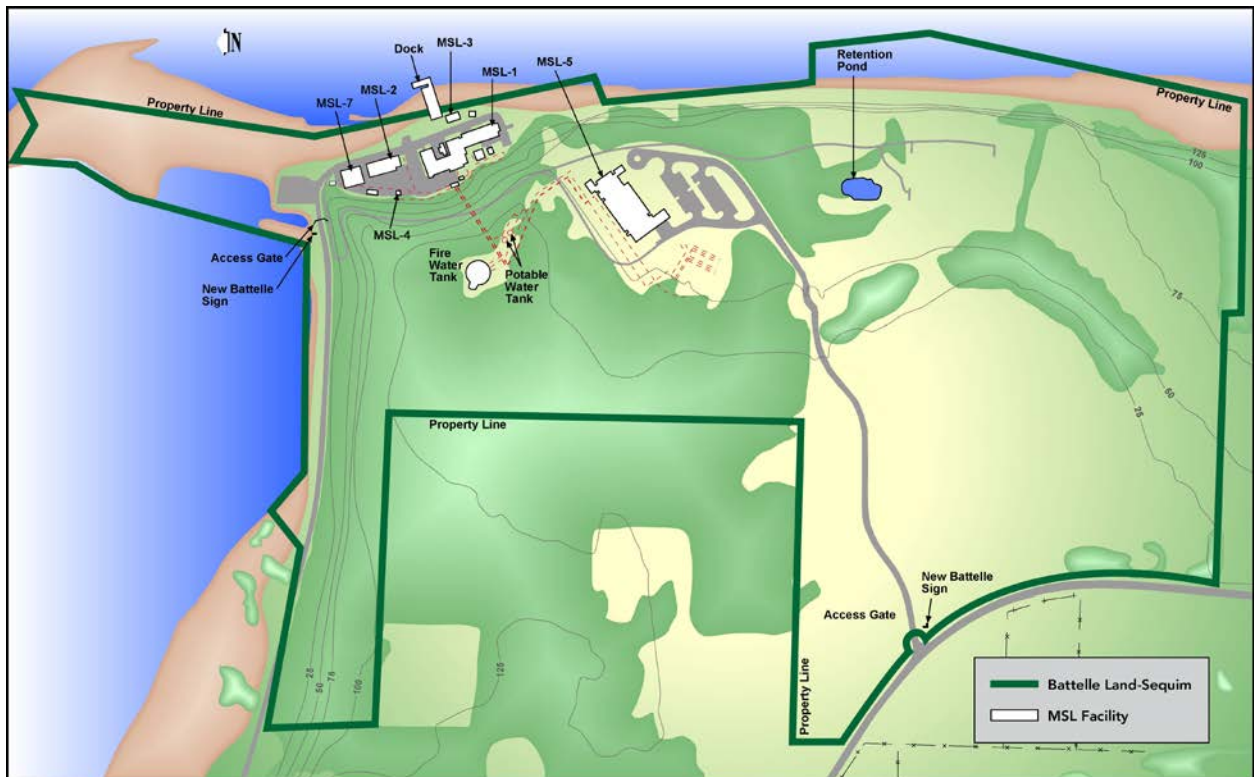 N
Dock
MSL-3
MSL-1
MSL-5
MSL-2
MSL-7
Property Line
Retention
Pond
Property Line
125
100
MSL-4
Access Gate
New Battelle
Sign
Fire
Water
Tank
Potable
Water
Tank
75
50
25
Property Line
New Battelle
Sign
Access Gate
Property Line
25
50
75
100
125
Battelle Land-Sequim
MSL Facility